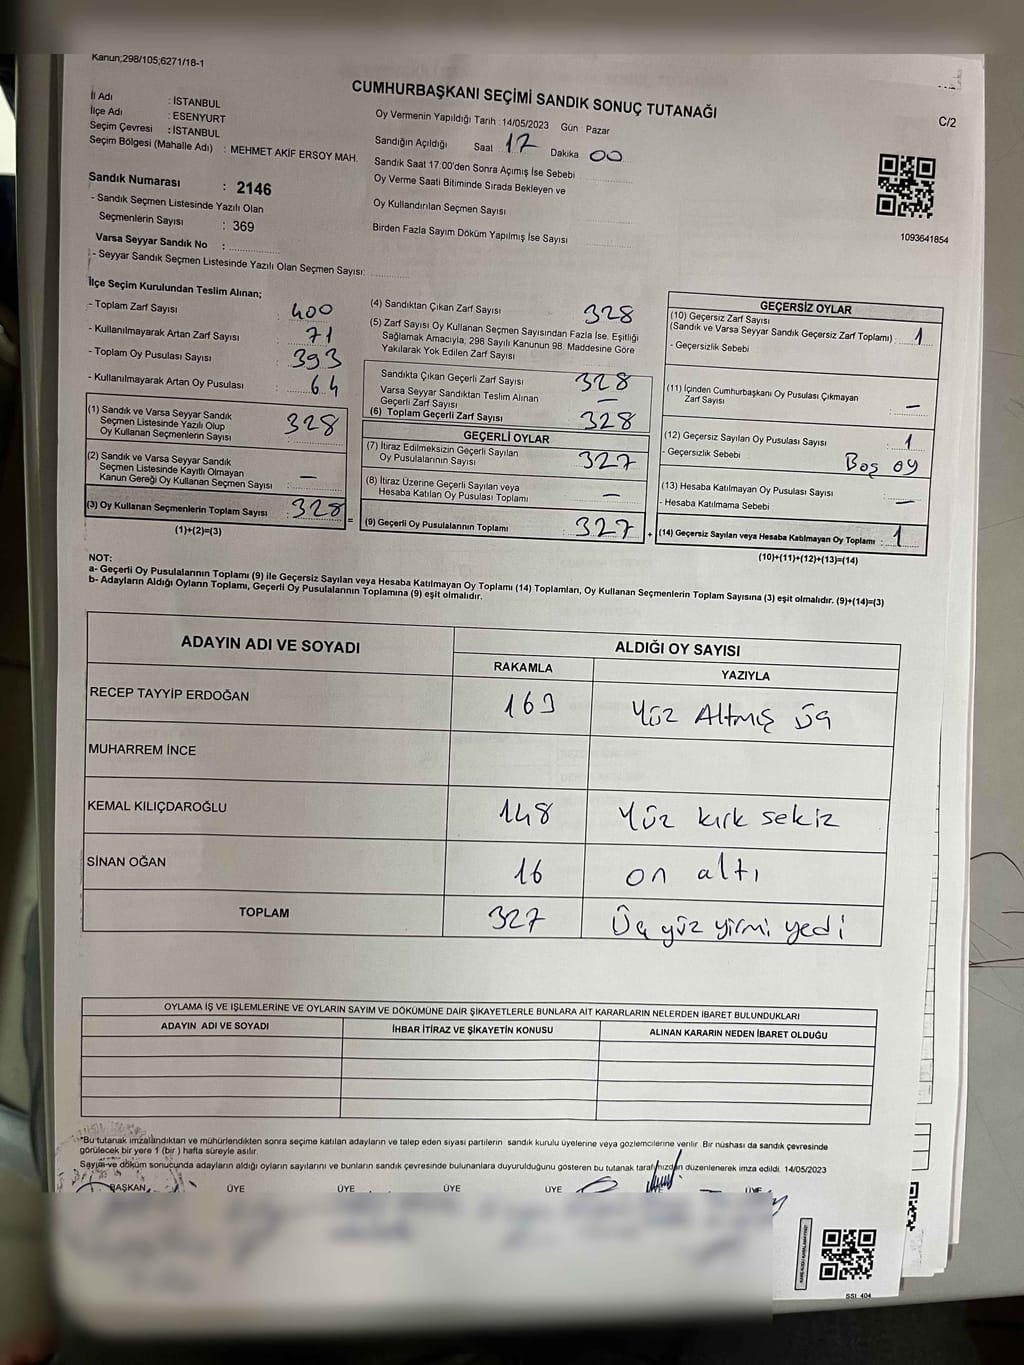 Kanun;298/105;6271/18-1
CUMHURBAŞKANI SEÇİMİ SANDIK SONUÇ TUTANAĞI
C/2
İl Adı : İSTANBUL
İlçe Adı : ESENYURT
Seçim Çevresi : İSTANBUL
Seçim Bölgesi (Mahalle Adı) : MEHMET AKİF ERSOY MAH.
Sandık Numarası : 2146
- Sandık Seçmen Listesinde Yazılı Olan
Seçmenlerin Sayısı : 369
Varsa Seyyar Sandık No :
- Seyyar Sandık Seçmen Listesinde Yazılı Olan Seçmen Sayısı:
Oy Vermenin Yapıldığı Tarih : 14/05/2023 Gün Pazar
Sandığın Açıldığı Saat 17 Dakika 00
Sandık Saat 17:00'den Sonra Açımış İse Sebebi
Oy Verme Saati Bitiminde Sırada Bekleyen ve
Oy Kullandırılan Seçmen Sayısı
Birden Fazla Sayım Döküm Yapılmış İse Sayısı
1093641854
İlçe Seçim Kurulundan Teslim Alınan;
- Toplam Zarf Sayısı : 400
- Kullanılmayarak Artan Zarf Sayısı : 71
- Toplam Oy Pusulası Sayısı : 393
- Kullanılmayarak Artan Oy Pusulası : 64
(1) Sandık ve Varsa Seyyar Sandık
Seçmen Listesinde Yazılı Olup
Oy Kullanan Seçmenlerin Sayısı : 328
(2) Sandık ve Varsa Seyyar Sandık
Seçmen Listesinde Kayıtlı Olmayan
Kanun Gereği Oy Kullanan Seçmen Sayısı : —
(3) Oy Kullanan Seçmenlerin Toplam Sayısı : 328
(1)+(2)=(3)
=
(4) Sandıktan Çıkan Zarf Sayısı 328
(5) Zarf Sayısı Oy Kullanan Seçmen Sayısından Fazla İse, Eşitliği
Sağlamak Amacıyla; 298 Sayılı Kanunun 98. Maddesine Göre
Yakılarak Yok Edilen Zarf Sayısı
Sandıkta Çıkan Geçerli Zarf Sayısı 328
Varsa Seyyar Sandıktan Teslim Alınan
Geçerli Zarf Sayısı —
(6) Toplam Geçerli Zarf Sayısı 328
GEÇERLİ OYLAR
(7) İtiraz Edilmeksizin Geçerli Sayılan
Oy Pusulalarının Sayısı 327
(8) İtiraz Üzerine Geçerli Sayılan veya
Hesaba Katılan Oy Pusulası Toplamı —
(9) Geçerli Oy Pusulalarının Toplamı 327
+
GEÇERSİZ OYLAR
(10) Geçersiz Zarf Sayısı
(Sandık ve Varsa Seyyar Sandık Geçersiz Zarf Toplamı) : 1
- Geçersizlik Sebebi
(11) İçinden Cumhurbaşkanı Oy Pusulası Çıkmayan
Zarf Sayısı : —
(12) Geçersiz Sayılan Oy Pusulası Sayısı : 1
- Geçersizlik Sebebi Boş oy
(13) Hesaba Katılmayan Oy Pusulası Sayısı : —
- Hesaba Katılmama Sebebi
(14) Geçersiz Sayılan veya Hesaba Katılmayan Oy Toplamı : 1
(10)+(11)+(12)+(13)=(14)
NOT:
a- Geçerli Oy Pusulalarının Toplamı (9) ile Geçersiz Sayılan veya Hesaba Katılmayan Oy Toplamı (14) Toplamları, Oy Kullanan Seçmenlerin Toplam Sayısına (3) eşit olmalıdır. (9)+(14)=(3)
b- Adayların Aldığı Oyların Toplamı, Geçerli Oy Pusulalarının Toplamına (9) eşit olmalıdır.
ADAYIN ADI VE SOYADI
ALDIĞI OY SAYISI
RAKAMLA YAZIYLA
RECEP TAYYİP ERDOĞAN 163 Yüz Altmış Üç
MUHARREM İNCE
KEMAL KILIÇDAROĞLU 148 Yüz kırk sekiz
SİNAN OĞAN 16 on altı
TOPLAM 327 Üç yüz yirmi yedi
OYLAMA İŞ VE İŞLEMLERİNE VE OYLARIN SAYIM VE DÖKÜMÜNE DAİR ŞİKAYETLERLE BUNLARA AİT KARARLARIN NELERDEN İBARET BULUNDUKLARI
ADAYIN ADI VE SOYADI İHBAR İTİRAZ VE ŞİKAYETİN KONUSU ALINAN KARARIN NEDEN İBARET OLDUĞU
*Bu tutanak imzalandıktan ve mühürlendikten sonra seçime katılan adayların ve talep eden siyasi partilerin sandık kurulu üyelerine veya gözlemcilerine verilir. Bir nüshası da sandık çevresinde
görülecek bir yere 1 (bir) hafta süreyle asılır.
Sayım ve döküm sonucunda adayların aldığı oyların sayılarını ve bunların sandık çevresinde bulunanlara duyurulduğunu gösteren bu tutanak tarafımızdan düzenlenerek imza edildi. 14/05/2023
BAŞKAN ÜYE ÜYE ÜYE ÜYE ÜYE
SSI_404